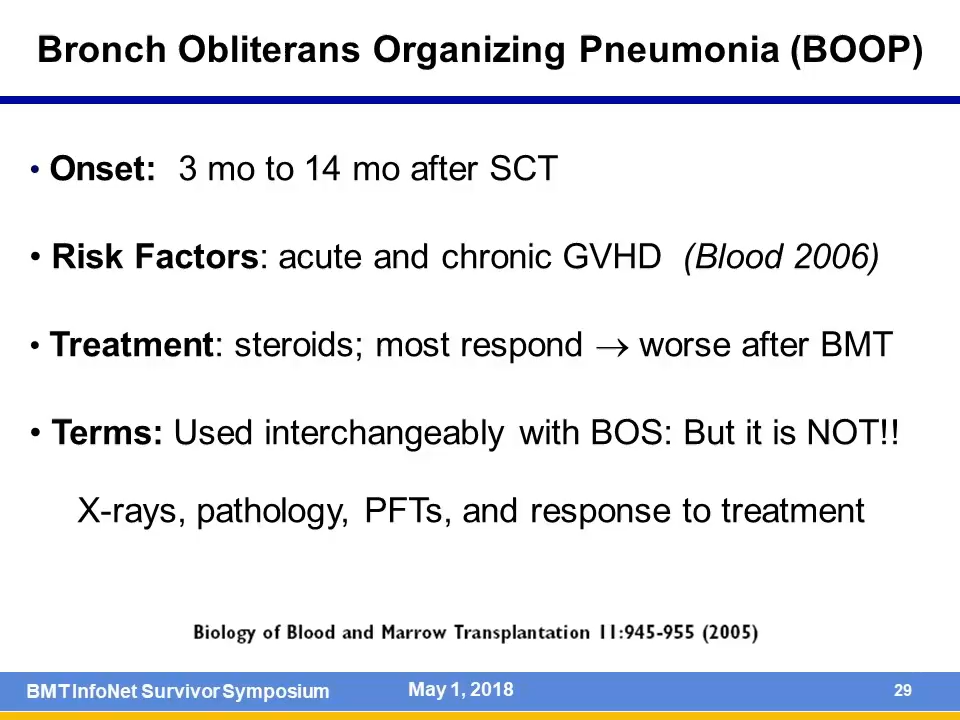 Bronch Obliterans Organizing Pneumonia (BOOP)
• Onset: 3 mo to 14 mo after SCT
• Risk Factors: acute and chronic GVHD (Blood 2006)
• Treatment: steroids; most respond → worse after BMT
• Terms: Used interchangeably with BOS: But it is NOT!!
X-rays, pathology, PFTs, and response to treatment
Biology of Blood and Marrow Transplantation 11:945-955 (2005)
BMT InfoNet Survivor Symposium May 1, 2018 29